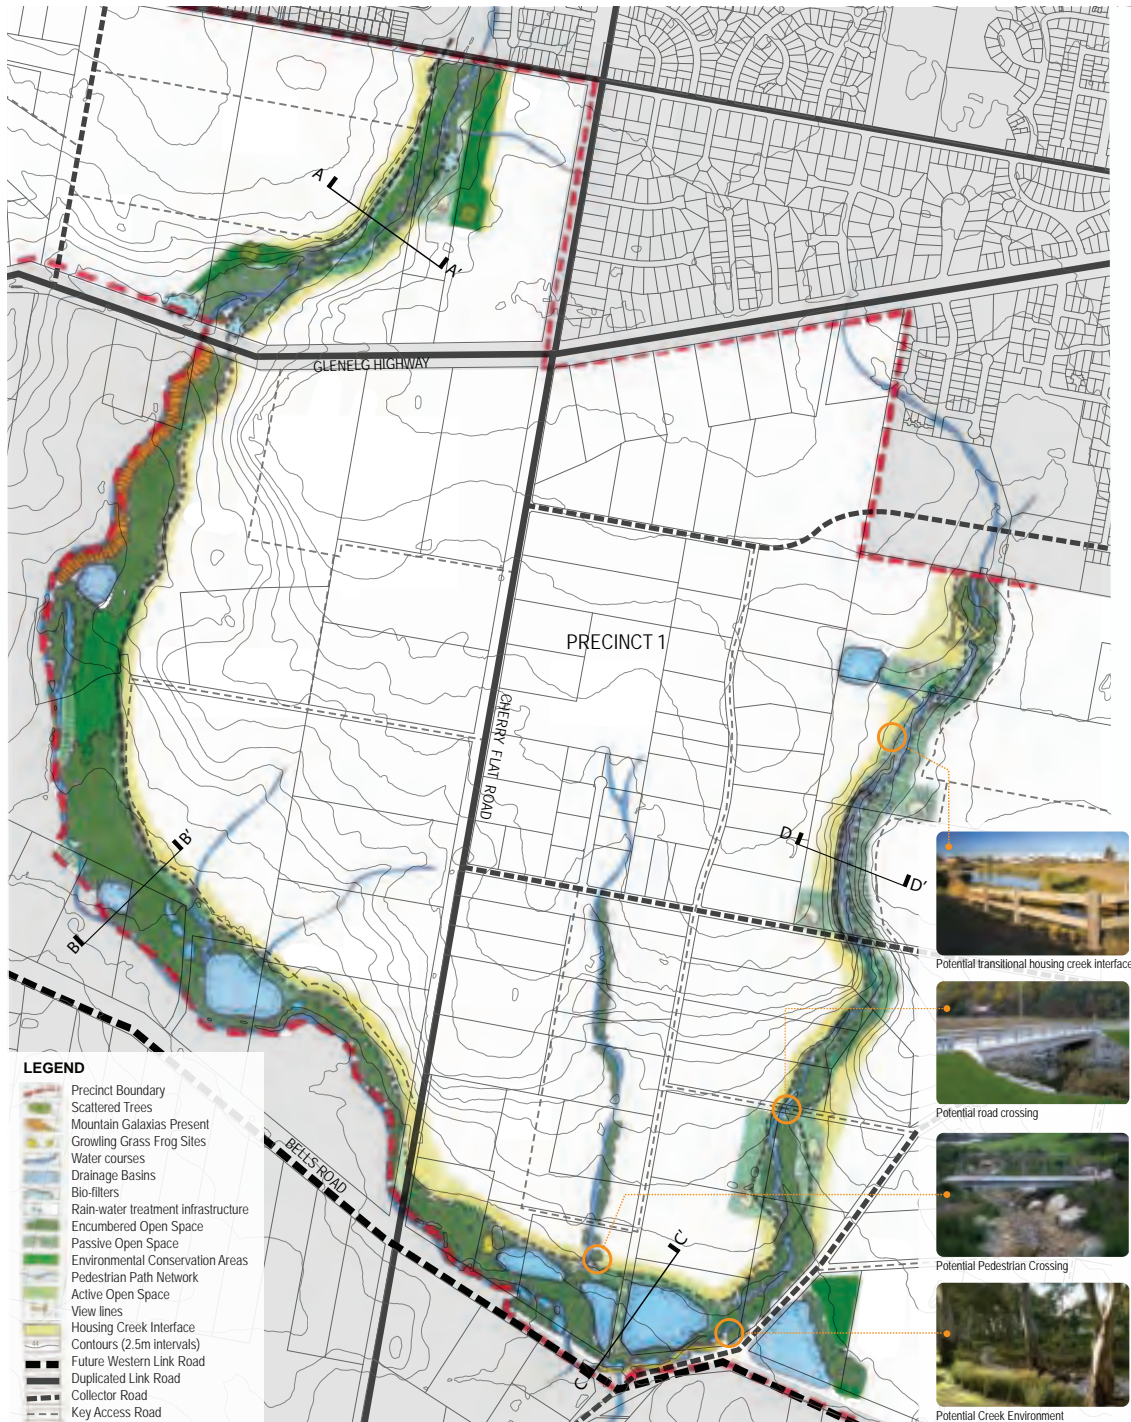 A
A'
GLENELG HIGHWAY
PRECINCT 1
CHERRY FLAT ROAD
B'
B
D
D'
Potential transitional housing creek interface
Potential road crossing
Potential Pedestrian Crossing
Potential Creek Environment
BELLS ROAD
C'
C
LEGEND
Precinct Boundary
Scattered Trees
Mountain Galaxias Present
Growling Grass Frog Sites
Water courses
Drainage Basins
Bio-filters
Rain-water treatment infrastructure
Encumbered Open Space
Passive Open Space
Environmental Conservation Areas
Pedestrian Path Network
Active Open Space
View lines
Housing Creek Interface
Contours (2.5m intervals)
Future Western Link Road
Duplicated Link Road
Collector Road
Key Access Road